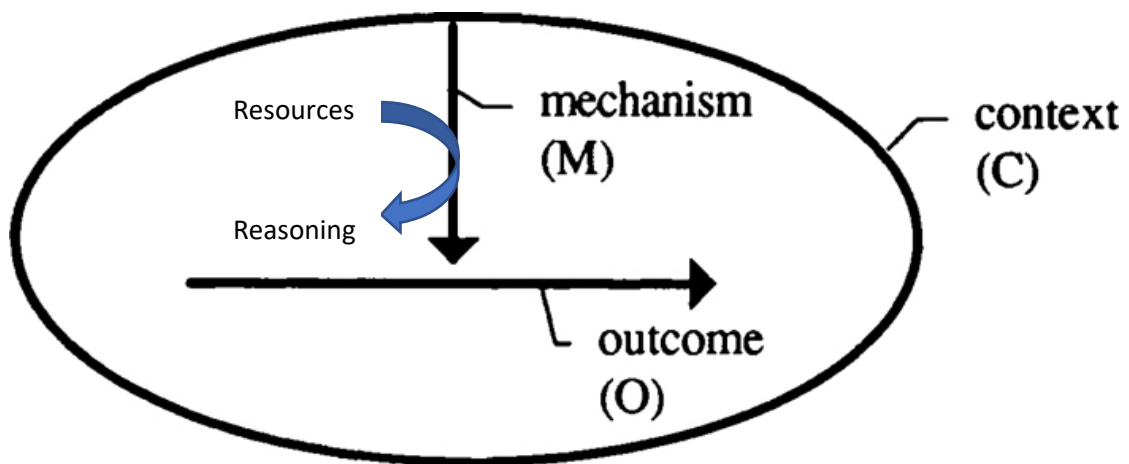 Resources
mechanism
(M)
context
(C)
Reasoning
outcome
(O)